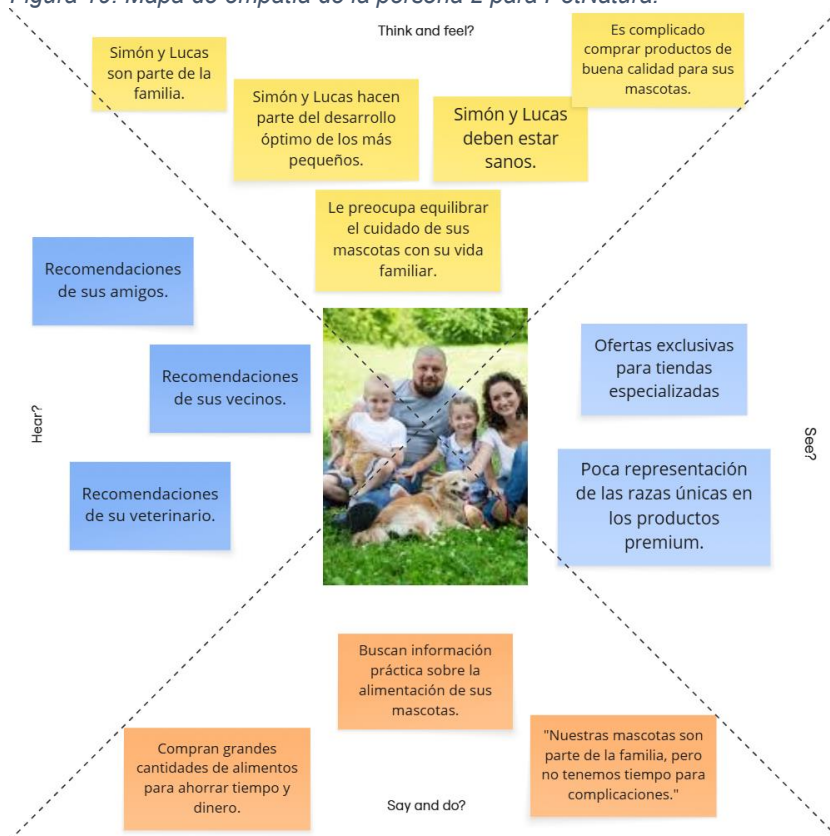 Figura 10. Mapa de empatía de la persona 2 para PetNatura.
Think and feel?
Simón y Lucas
son parte de la
familia.
Simón y Lucas hacen
parte del desarrollo
óptimo de los más
pequeños.
Simón y Lucas
deben estar
sanos.
Es complicado
comprar productos de
buena calidad para sus
mascotas.
Le preocupa equilibrar
el cuidado de sus
mascotas con su vida
familiar.
Hear?
Recomendaciones
de sus amigos.
Recomendaciones
de sus vecinos.
Recomendaciones
de su veterinario.
See?
Ofertas exclusivas
para tiendas
especializadas
Poca representación
de las razas únicas en
los productos
premium.
Buscan información
práctica sobre la
alimentación de sus
mascotas.
Compran grandes
cantidades de alimentos
para ahorrar tiempo y
dinero.
Say and do?
"Nuestras mascotas son
parte de la familia, pero
no tenemos tiempo para
complicaciones."